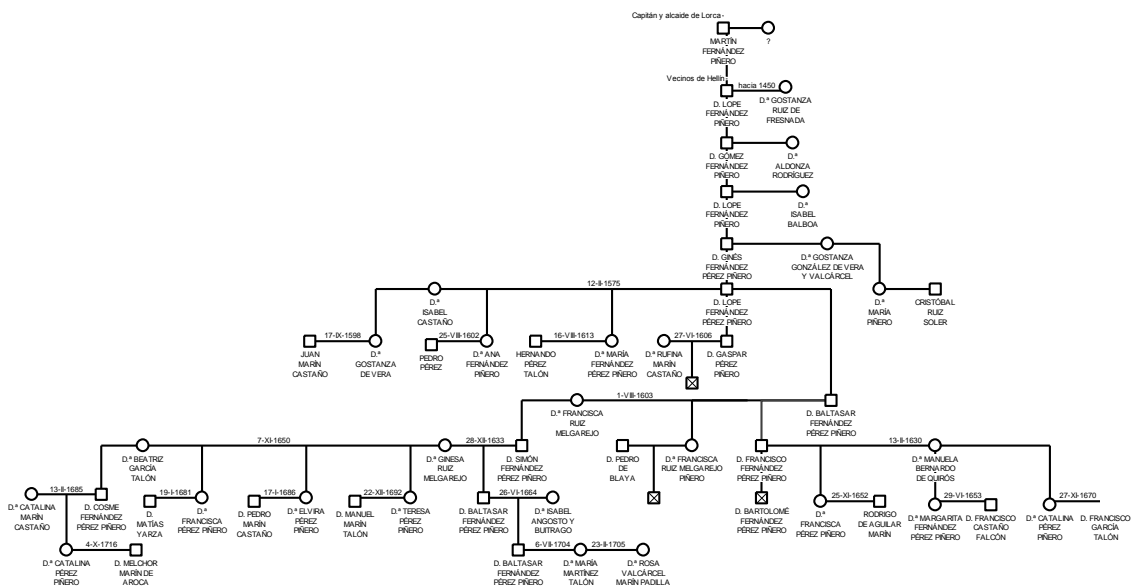 Capitán y alcaide de Lorca -
MARTÍN
FERNÁNDEZ
PIÑERO
?
Vecinos de Hellín
hacia 1450
D. LOPE
FERNÁNDEZ
PIÑERO
D.ª GOSTANZA
RUIZ DE
FRESNADA
D. GÓMEZ
FERNÁNDEZ
PIÑERO
D.ª
ALDONZA
RODRÍGUEZ
D. LOPE
FERNÁNDEZ
PIÑERO
D.ª
ISABEL
BALBOA
D. GINÉS
FERNÁNDEZ
PÉREZ PIÑERO
D.ª GOSTANZA
GONZÁLEZ DE VERA
Y VALCÁRCEL
12-II-1575
D.ª
ISABEL
CASTAÑO
D. LOPE
FERNÁNDEZ
PÉREZ PIÑERO
D.ª
MARÍA
PIÑERO
CRISTÓBAL
RUIZ
SOLER
17-IX-1598
JUAN
MARÍN
CASTAÑO
D.ª
GOSTANZA
DE VERA
25-VIII-1602
PEDRO
PÉREZ
D.ª ANA
FERNÁNDEZ
PIÑERO
16-VIII-1613
HERNANDO
PÉREZ
TALÓN
D.ª MARÍA
FERNÁNDEZ
PÉREZ PIÑERO
27-VI-1606
D.ª RUFINA
MARÍN
CASTAÑO
D. GASPAR
PÉREZ
PIÑERO
1-VIII-1603
D.ª FRANCISCA
RUIZ
MELGAREJO
D. BALTASAR
FERNÁNDEZ
PÉREZ PIÑERO
7-XI-1650
D.ª BEATRIZ
GARCÍA
TALÓN
28-XII-1633
D.ª GINESA
RUIZ
MELGAREJO
D. SIMÓN
FERNÁNDEZ
PÉREZ PIÑERO
D. PEDRO
DE
BLAYA
D.ª FRANCISCA
RUIZ MELGAREJO
PIÑERO
D. FRANCISCO
FERNÁNDEZ
PÉREZ PIÑERO
13-II-1630
D.ª MANUELA
BERNARDO
DE QUIRÓS
13-II-1685
D.ª CATALINA
MARÍN
CASTAÑO
D. COSME
FERNÁNDEZ
PÉREZ PIÑERO
19-I-1681
D.
MATÍAS
YARZA
D.ª
FRANCISCA
PÉREZ PIÑERO
17-I-1686
D. PEDRO
MARÍN
CASTAÑO
D.ª ELVIRA
PÉREZ
PIÑERO
22-XII-1692
D. MANUEL
MARÍN
TALÓN
D.ª TERESA
PÉREZ
PIÑERO
26-VI-1664
D. BALTASAR
FERNÁNDEZ
PÉREZ PIÑERO
D.ª ISABEL
ANGOSTO Y
BUITRAGO
D. BARTOLOMÉ
FERNÁNDEZ
PÉREZ PIÑERO
25-XI-1652
D.ª
FRANCISCA
PÉREZ PIÑERO
RODRIGO
DE AGUILAR
MARÍN
29-VI-1653
D.ª MARGARITA
FERNÁNDEZ
PÉREZ PIÑERO
D. FRANCISCO
CASTAÑO
FALCÓN
27-XI-1670
D.ª CATALINA
PÉREZ
PIÑERO
D. FRANCISCO
GARCÍA
TALÓN
4-X-1716
D.ª CATALINA
PÉREZ
PIÑERO
D. MELCHOR
MARÍN DE
AROCA
6-VII-1704
D. BALTASAR
FERNÁNDEZ
PÉREZ PIÑERO
D.ª MARÍA
MARTÍNEZ
TALÓN
23-II-1705
D.ª ROSA
VALCÁRCEL
MARÍN PADILLA